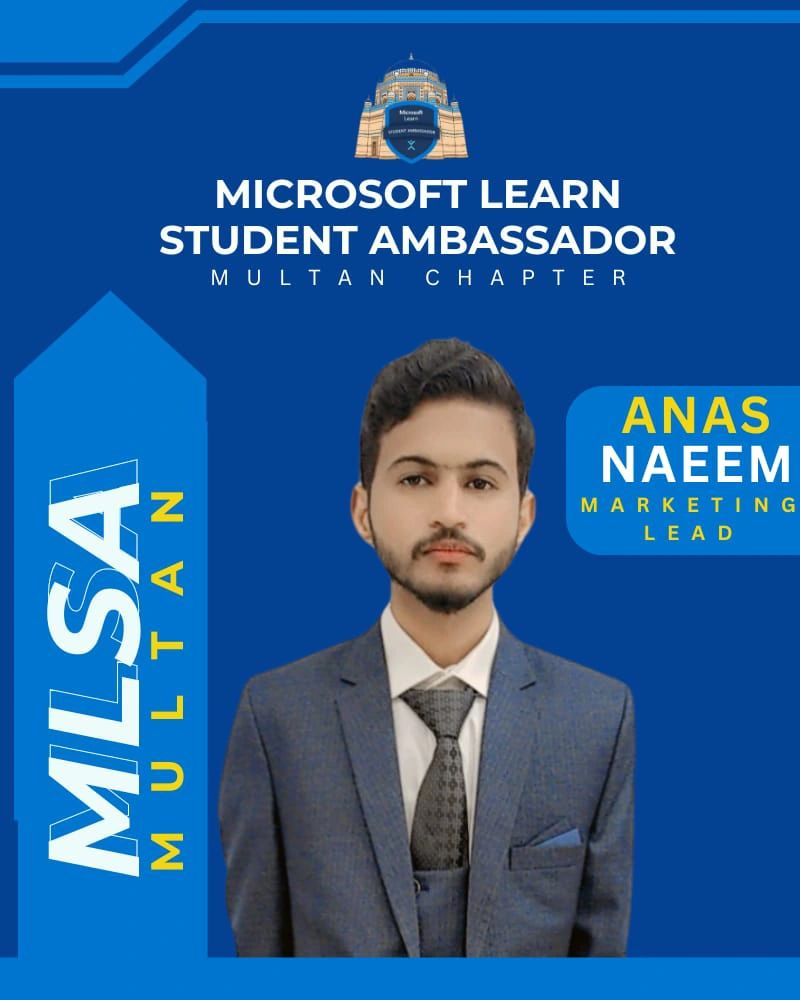 Microsoft
Learn
STUDENT AMBASSADOR
MICROSOFT LEARN
STUDENT AMBASSADOR
MULTAN CHAPTER
ANAS
NAEEM
MARKETING
LEAD
MLSA
MULTAN